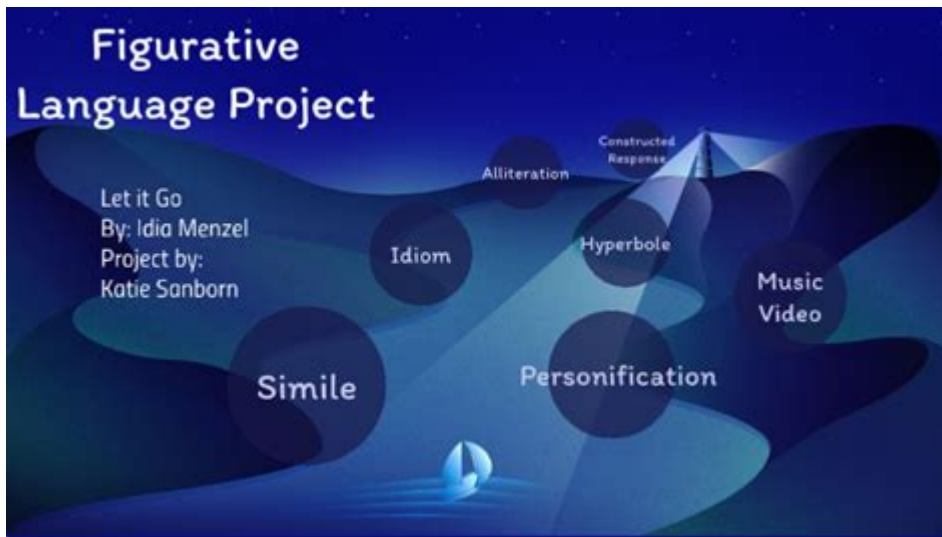 Figurative
Language Project
Let it Go
By: Idia Menzel
Project by:
Katie Sanborn
Constructed
Response
Alliteration
Idiom
Hyperbole
Music
Video
Simile
Personification